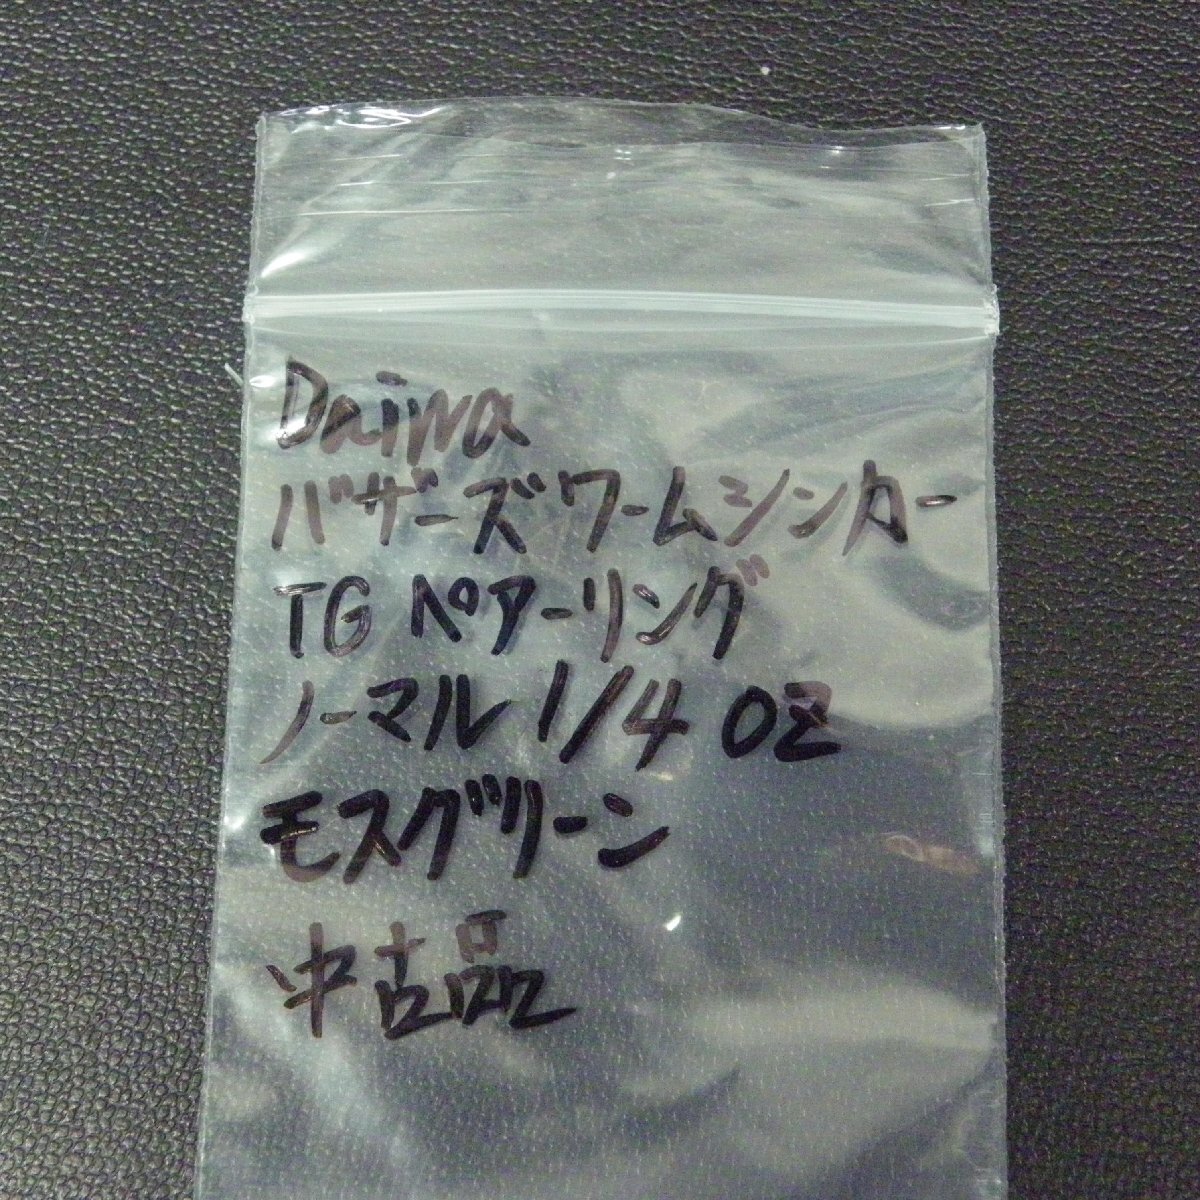 Daiwa
バザーズワームシンカー
TG ペアーリング
ノーマル 1/4 OZ
モスグリーン
中古品